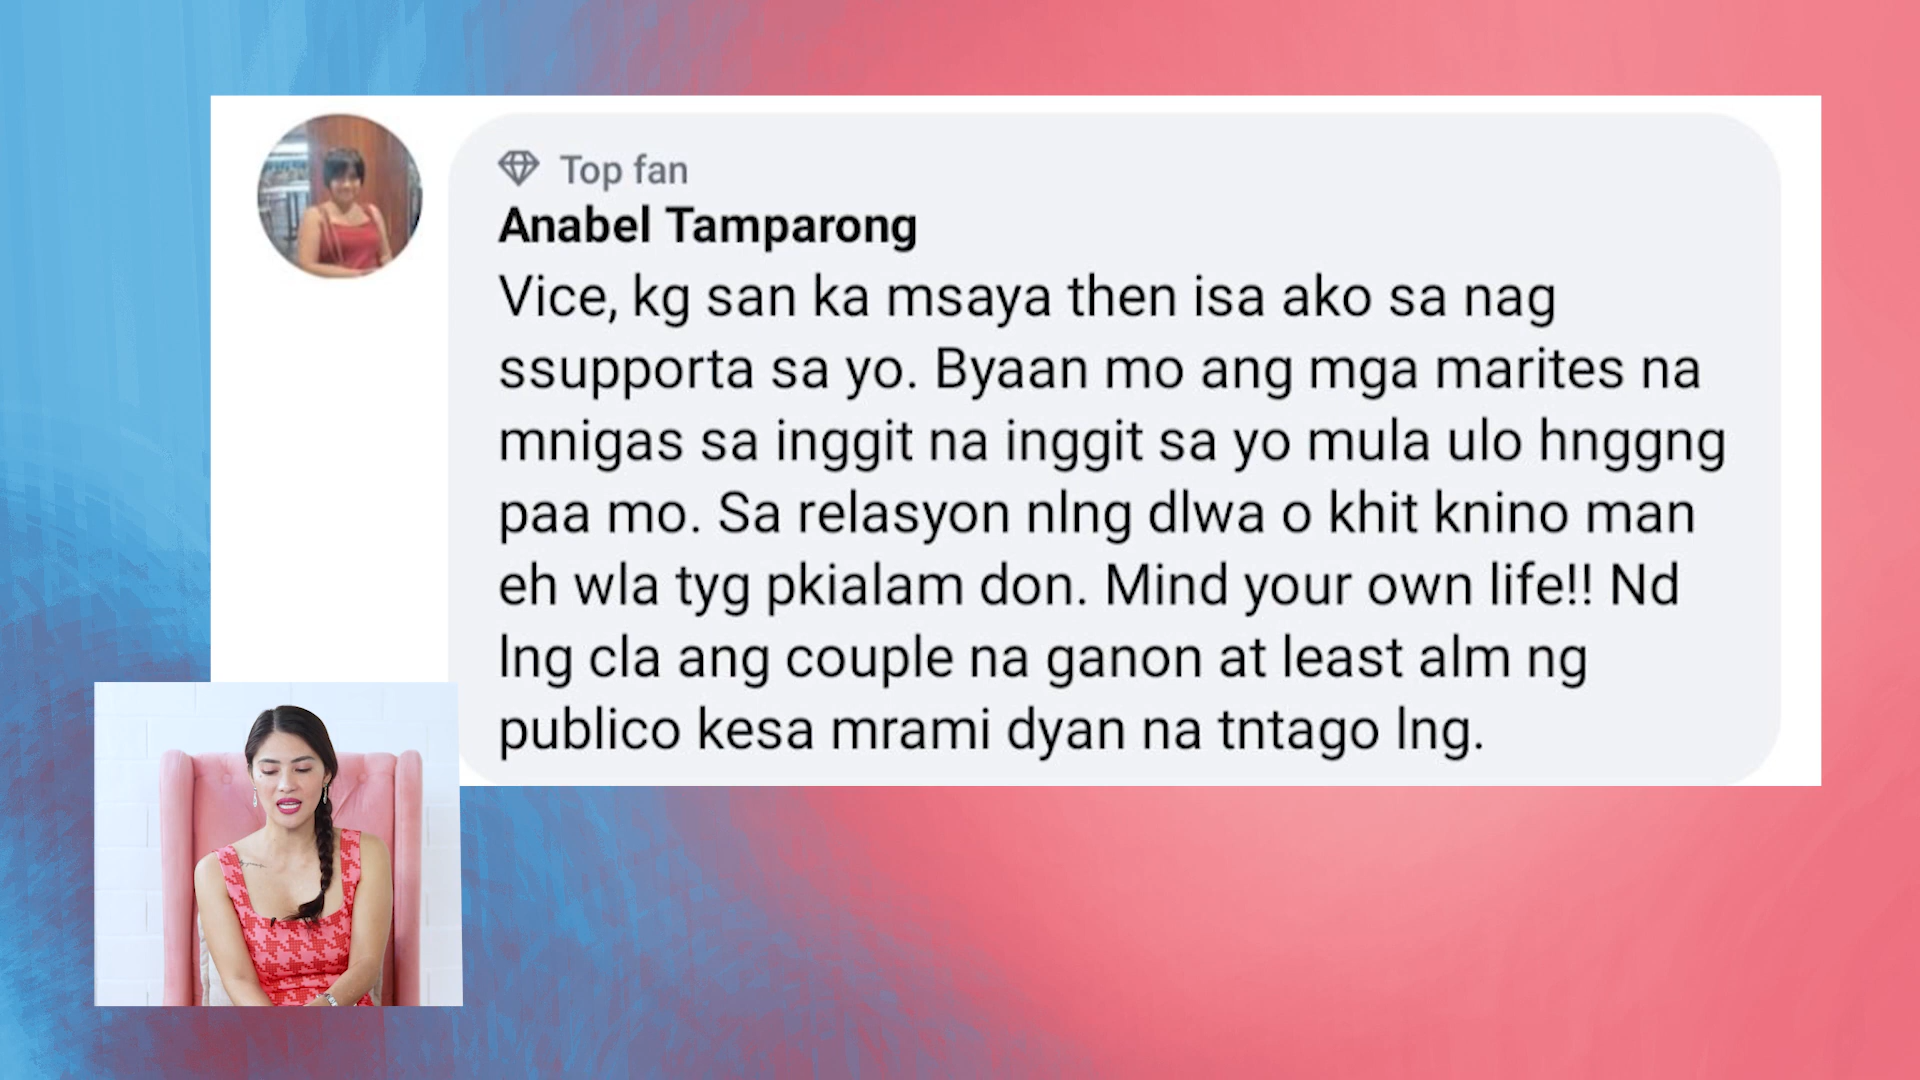 Top fan
Anabel Tamparong
Vice, kg san ka msaya then isa ako sa nag
ssupporta sa yo. Byaan mo ang mga marites na
mnigas sa inggit na inggit sa yo mula ulo hnggng
paa mo. Sa relasyon nlng dlwa o khit knino man
eh wla tyg pkialam don. Mind your own life!! Nd
lng cla ang couple na ganon at least alm ng
publico kesa mrami dyan na tntago lng.